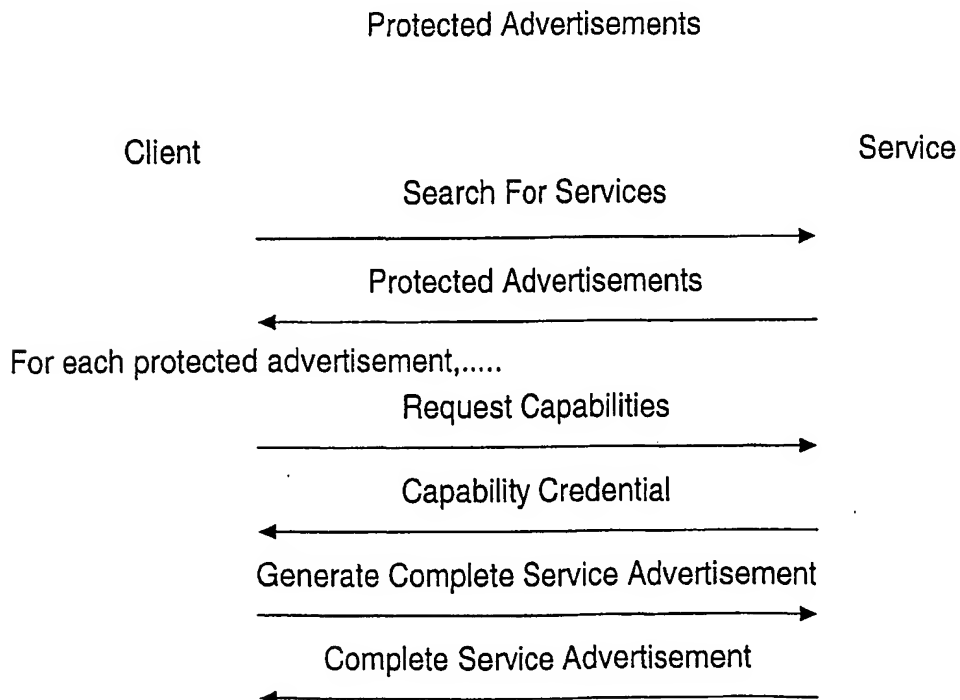 Protected Advertisements
Client
Service
Search For Services
Protected Advertisements
For each protected advertisement,.....
Request Capabilities
Capability Credential
Generate Complete Service Advertisement
Complete Service Advertisement